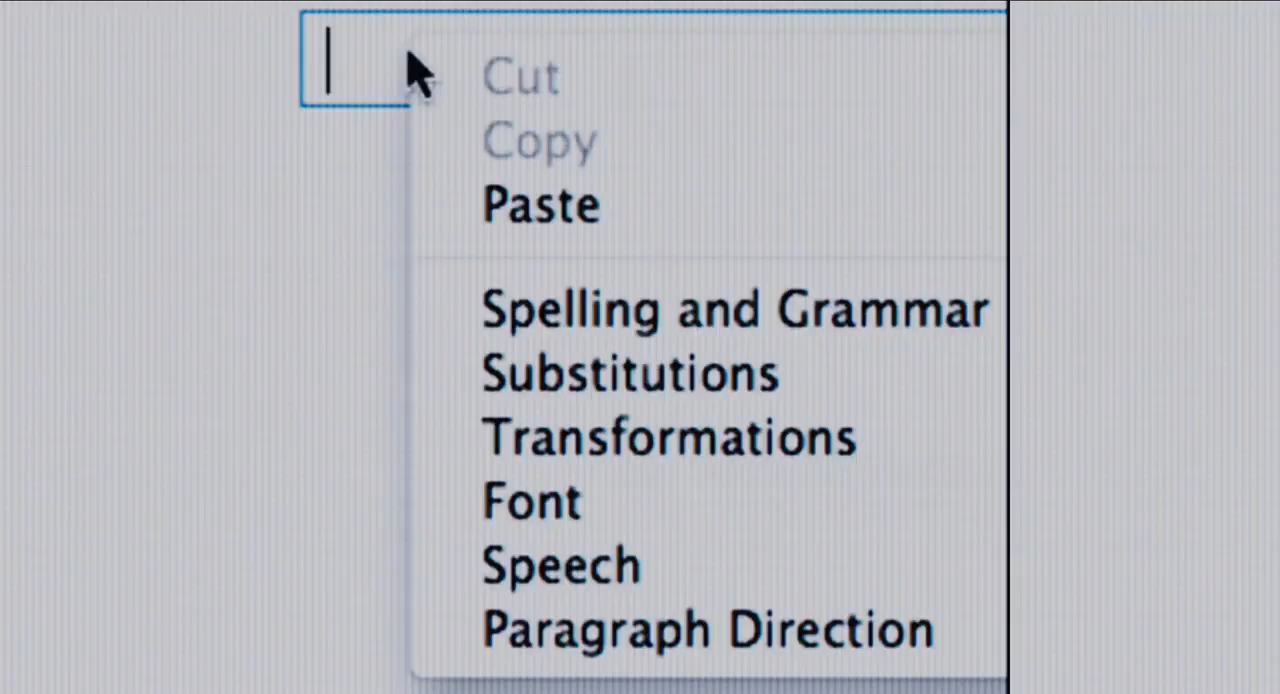 Cut
Copy
Paste
Spelling and Grammar
Substitutions
Transformations
Font
Speech
Paragraph Direction